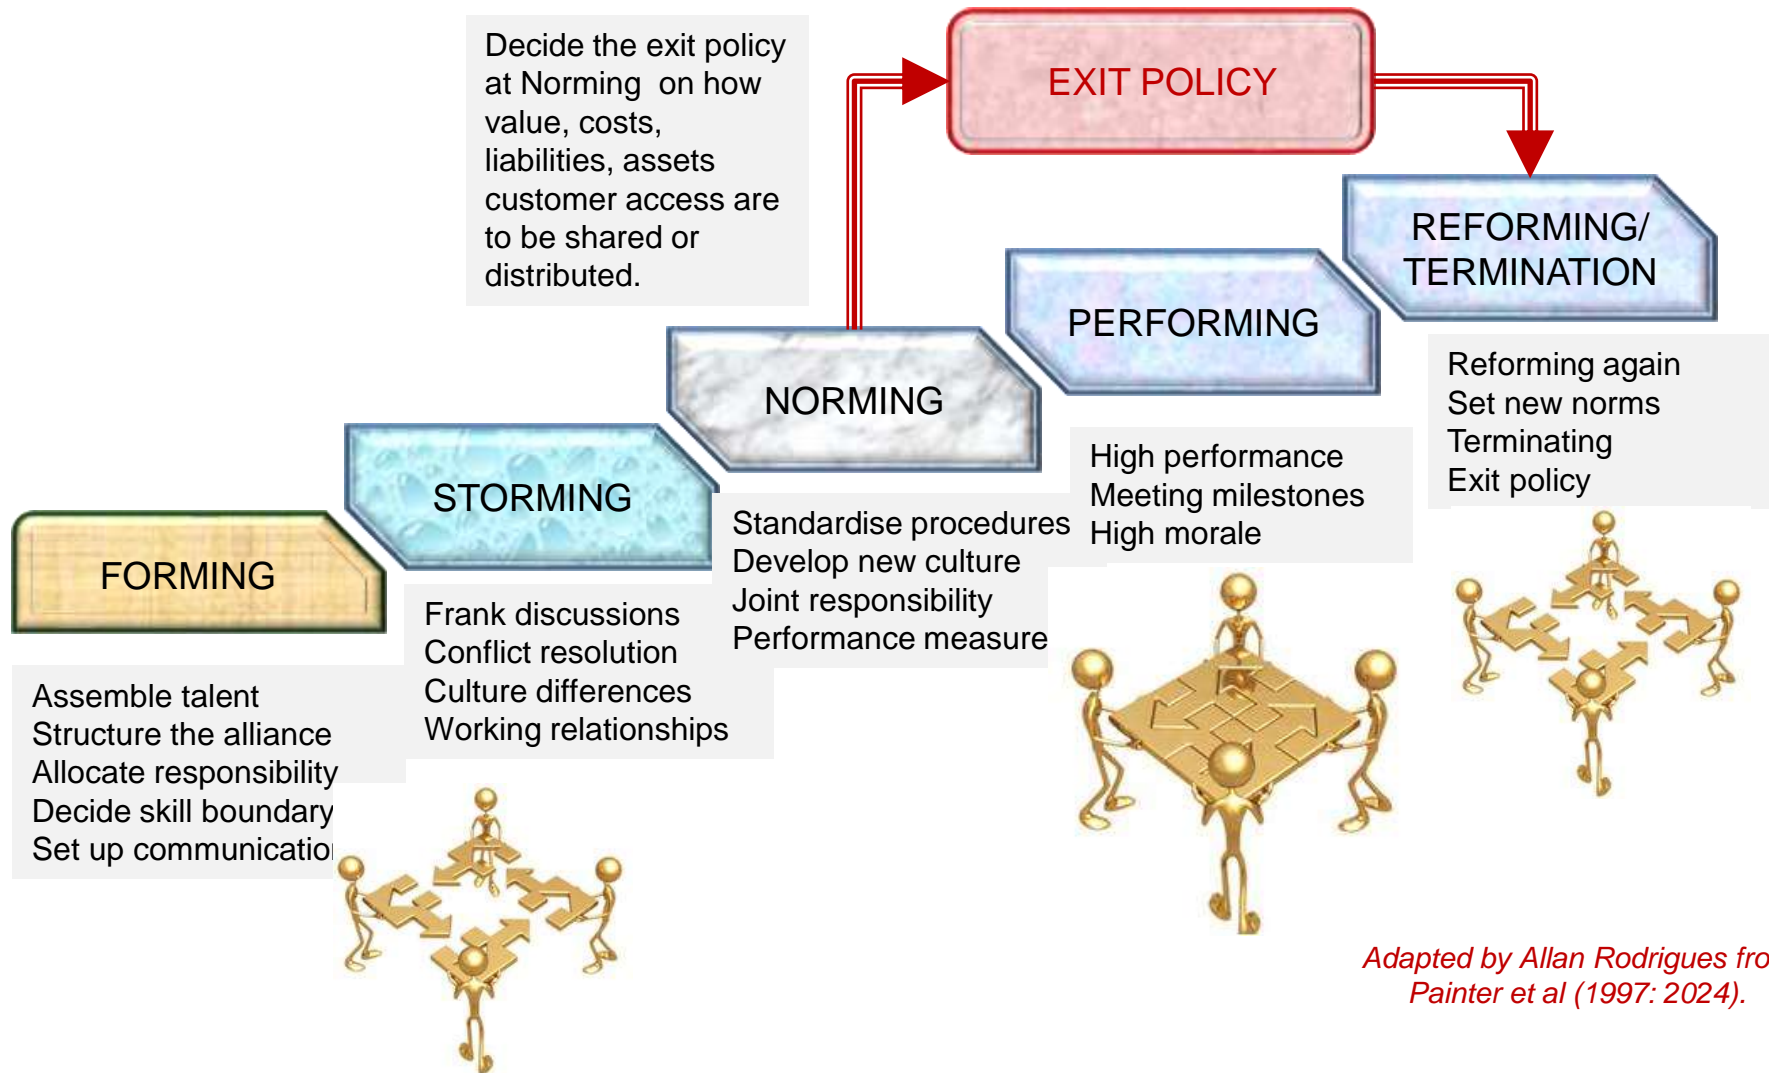 Decide the exit policy
at Norming on how
value, costs,
liabilities, assets
customer access are
to be shared or
distributed.
EXIT POLICY
REFORMING/
TERMINATION
PERFORMING
NORMING
STORMING
FORMING
Reforming again
Set new norms
Terminating
Exit policy
High performance
Meeting milestones
High morale
Standardise procedures
Develop new culture
Joint responsibility
Performance measure
Frank discussions
Conflict resolution
Culture differences
Working relationships
Assemble talent
Structure the alliance
Allocate responsibility
Decide skill boundary
Set up
Adapted by Allan Rodrigues
Painter et al (1997: 2024).